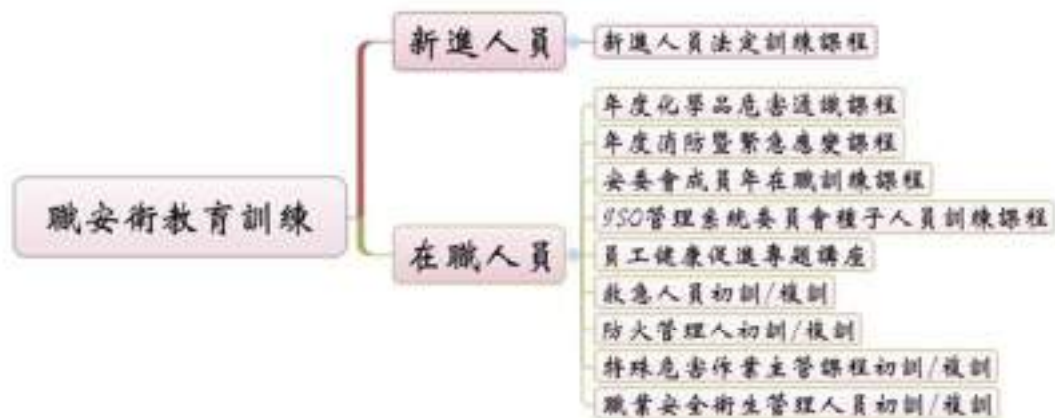 職安衛教育訓練
新進人員
新進人員法定訓練課程
在職人員
年度化學品危害通識課程
年度消防暨緊急應變課程
安委會成員年在職訓練課程
ISO管理系統委員會種子人員訓練課程
員工健康促進專題講座
救急人員初訓/複訓
防火管理人初訓/複訓
特殊危害作業主管課程初訓/複訓
職業安全衛生管理人員初訓/複訓